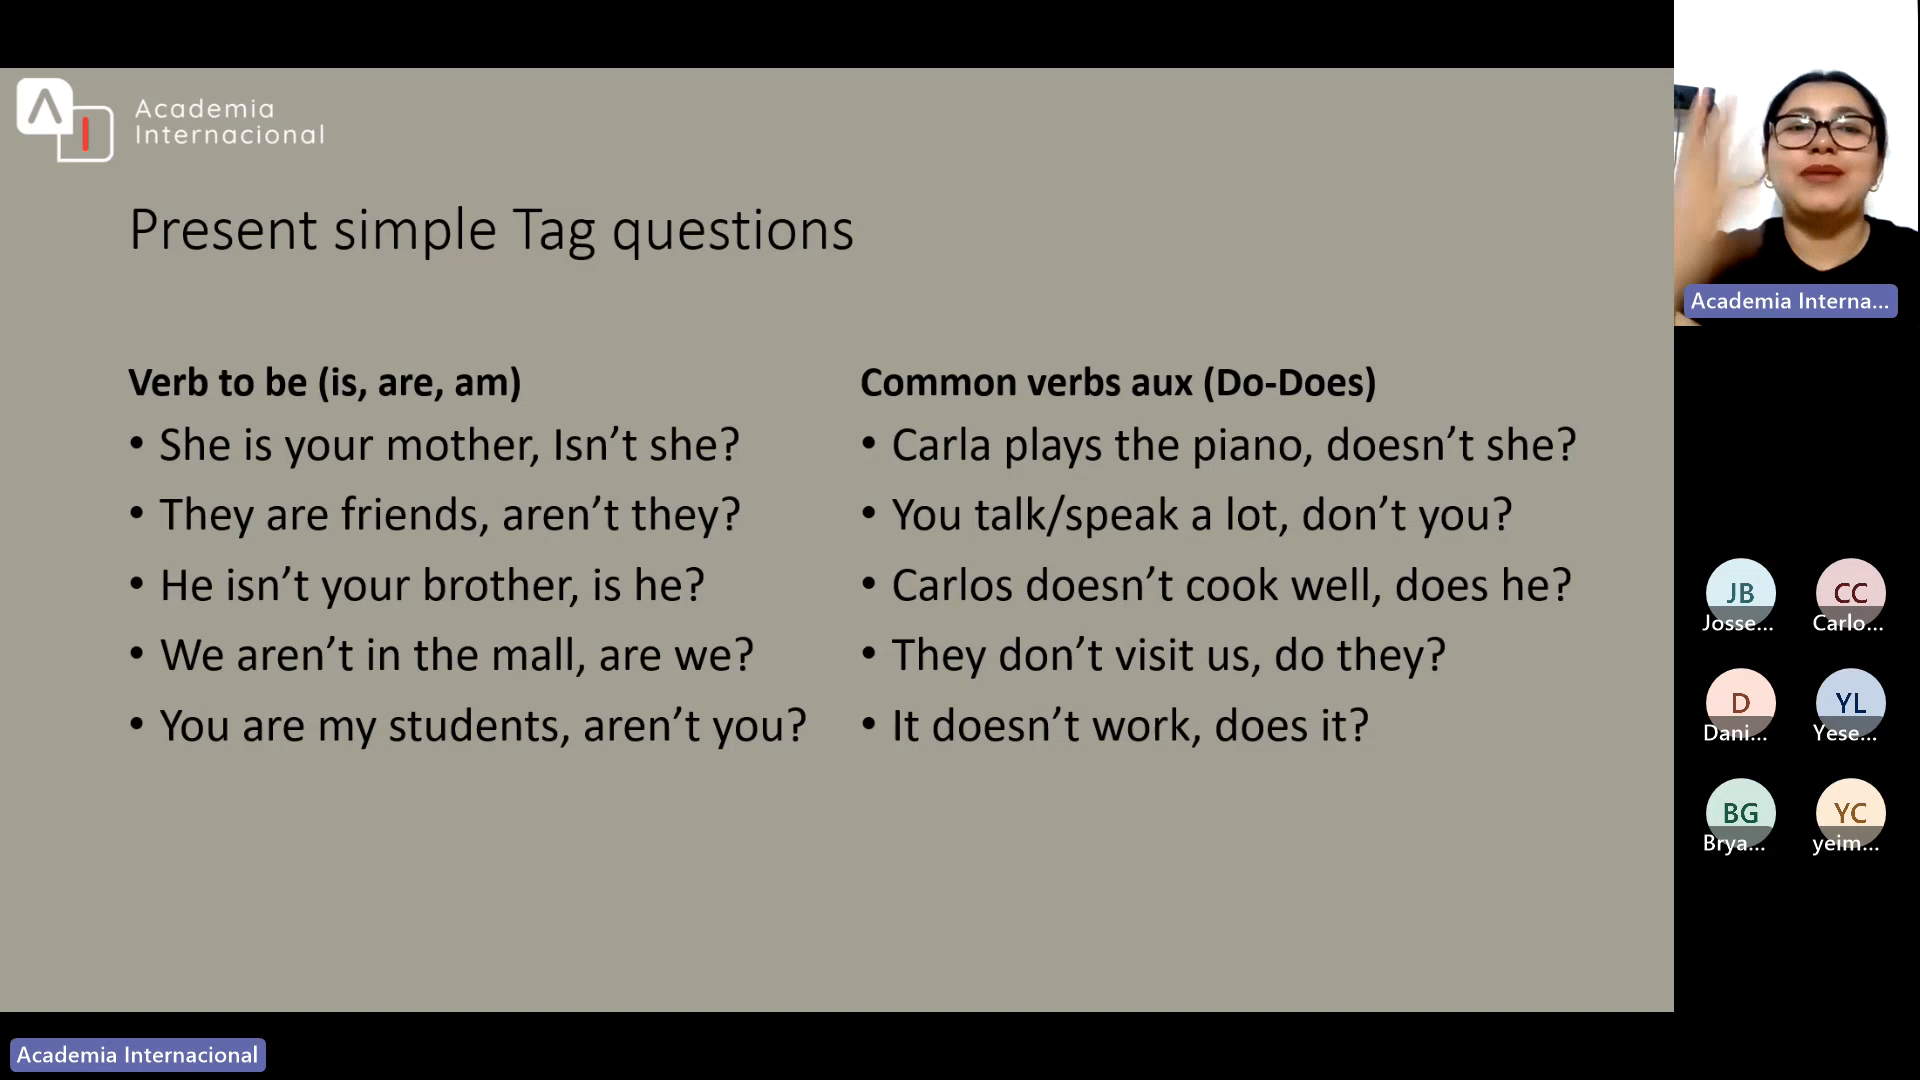 Academia
Internacional
Present simple Tag questions
Verb to be (is, are, am)
• She is your mother, Isn’t she?
• They are friends, aren’t they?
• He isn’t your brother, is he?
• We aren’t in the mall, are we?
• You are my students, aren’t you?
Common verbs aux (Do-Does)
• Carla plays the piano, doesn’t she?
• You talk/speak a lot, don’t you?
• Carlos doesn’t cook well, does he?
• They don’t visit us, do they?
• It doesn’t work, does it?
Academia Interna...
JB
Josse...
CC
Carlo...
D
Dani...
YL
Yese...
BG
Brya...
YC
yeim...
Academia Internacional